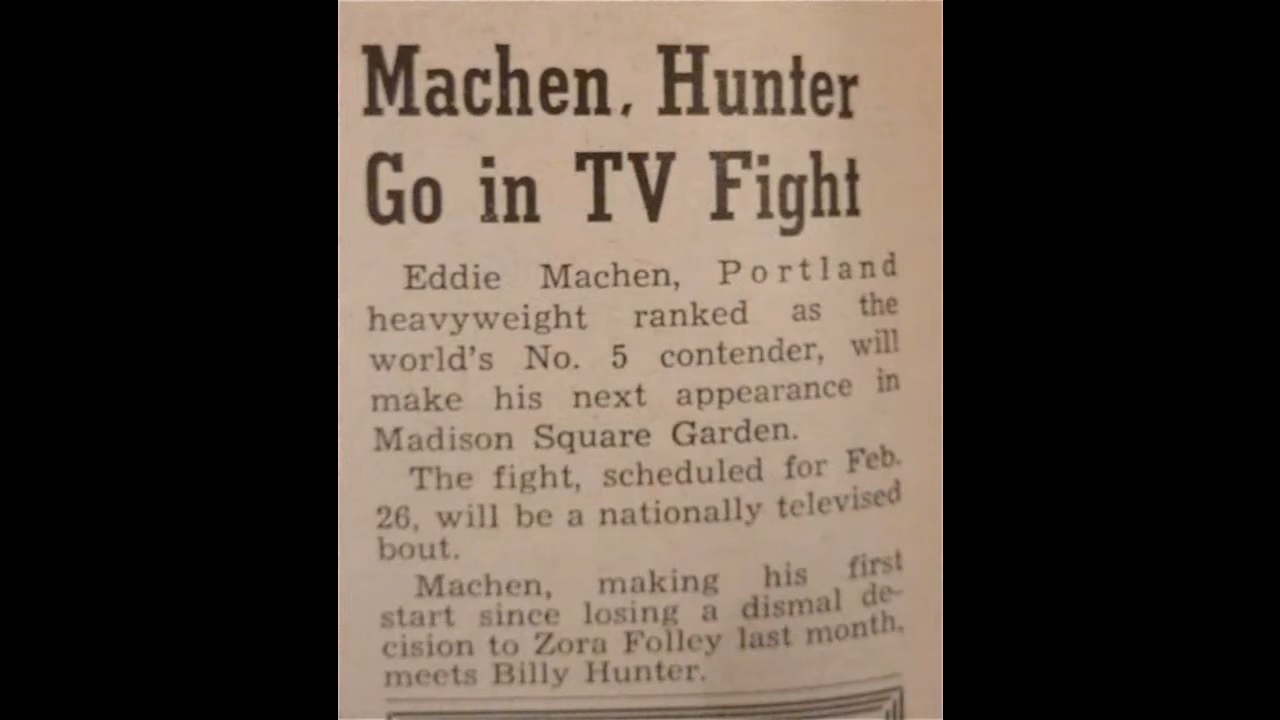 Machen, Hunter
Go in TV Fight
Eddie Machen, Portland
heavyweight ranked as the
world's No. 5 contender, will
make his next appearance in
Madison Square Garden.
The fight, scheduled for Feb.
26, will be a nationally televised
bout.
Machen, making his first
start since losing a dismal de-
cision to Zora Folley last month,
meets Billy Hunter.